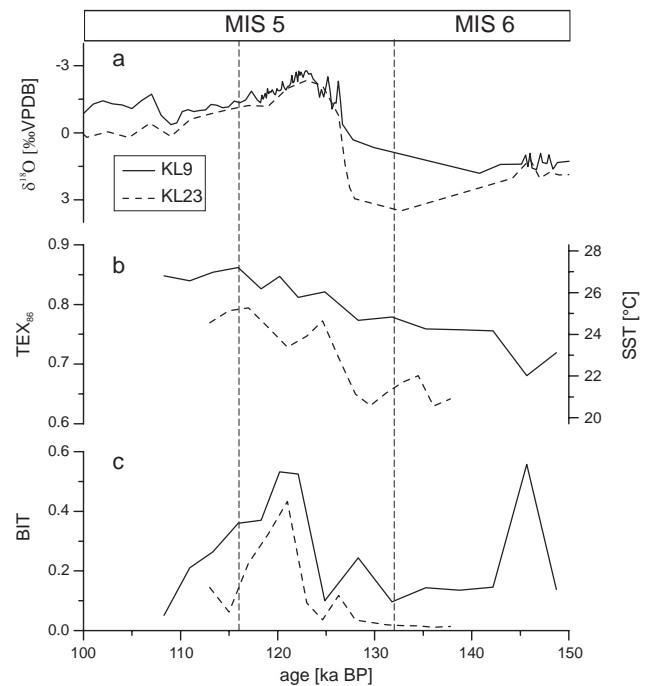 MIS 5 MIS 6
a
-3
0
3
δ¹⁸O [‰VPDB]
KL9
KL23
b
0.9
0.8
0.7
0.6
TEX₈₆
28
26
24
22
20
SST [°C]
c
0.6
0.4
0.2
0.0
BIT
100 110 120 130 140 150
age [ka BP]